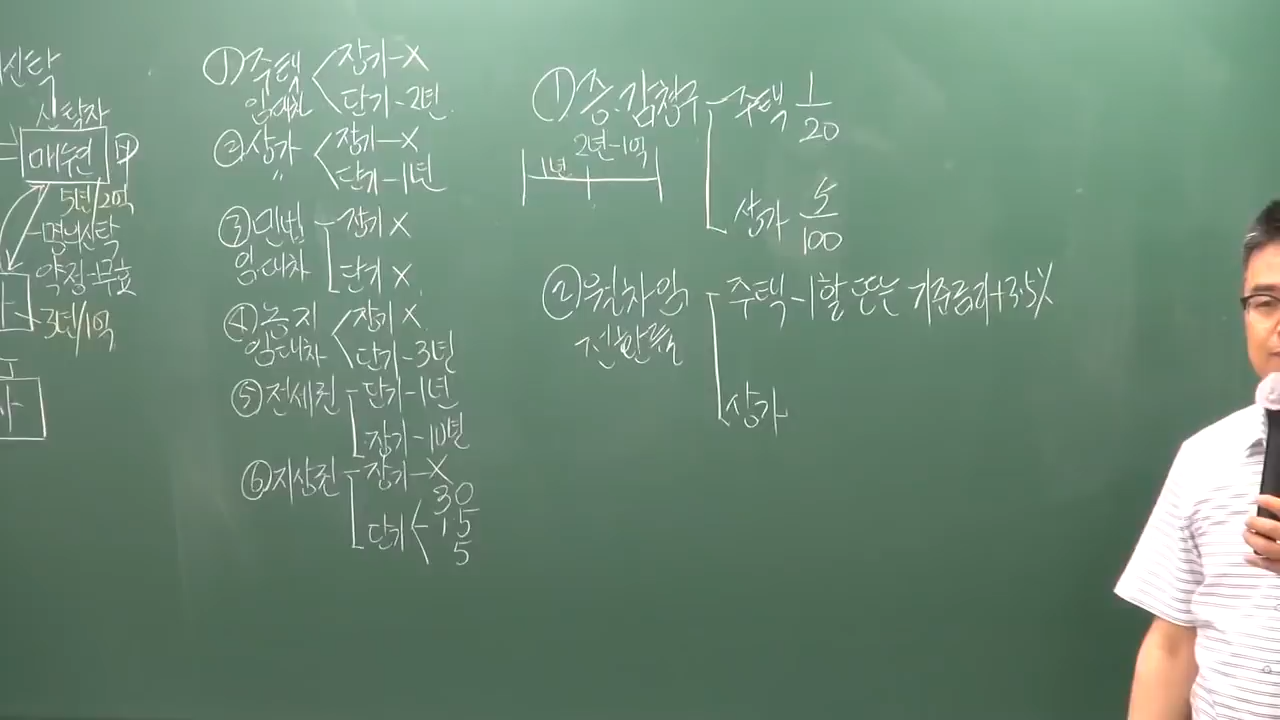 신탁
신탁자
매수인
5년/2억
명의신탁
약정→무효
3년/1억
① 주택 장기-X
임대차 단기-2년
② 상가 장기-X
〃 단기-1년
③ 민법 장기 X
임대차 단기 X
④ 농지 장기 X
임대차 단기-3년
⑤ 전세권 단기-1년
장기-10년
⑥ 지상권 장기-X
30
단기 15
5
① 증·감청구 주택 1/20
2년-1억
1년
상가 5/100
② 월차임 주택-1할 또는 기준금리+3.5%
전환율
상가